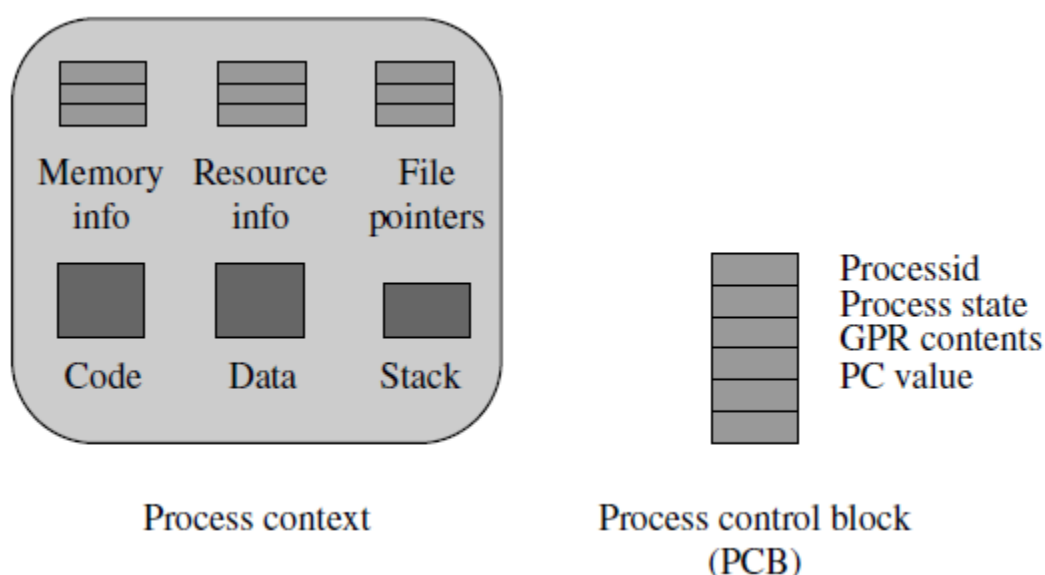 Memory Resource File
info info pointers
Code Data Stack
Processid
Process state
GPR contents
PC value
Process context
Process control block
(PCB)